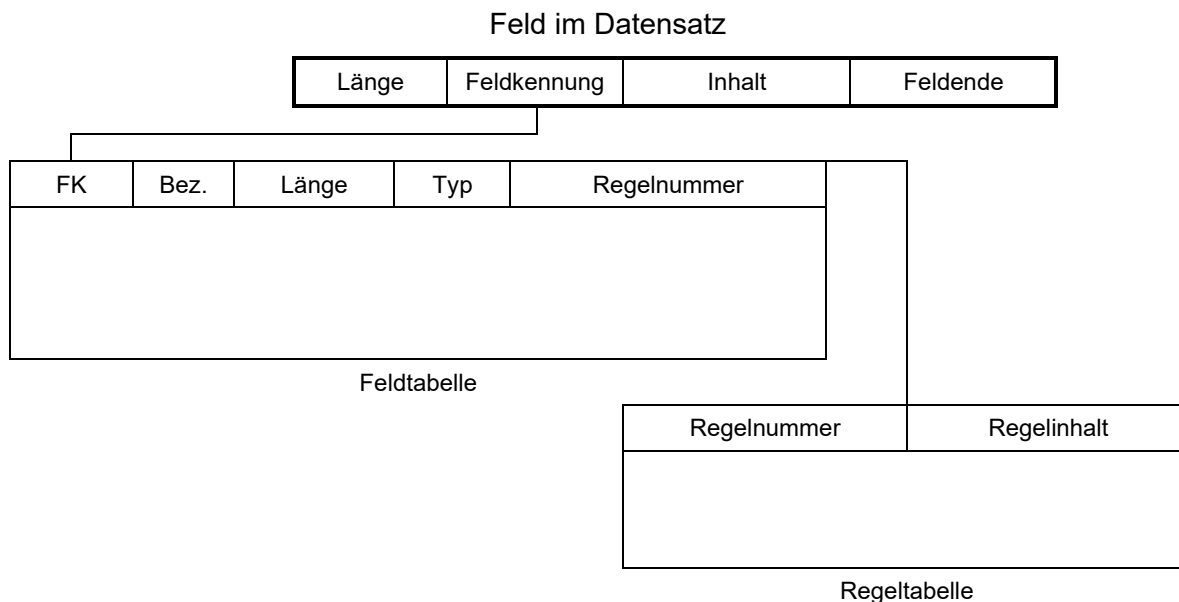 Feld im Datensatz
Länge Feldkennung Inhalt Feldende
FK Bez. Länge Typ Regelnummer
Feldtabelle
Regelnummer Regelinhalt
Regeltabelle